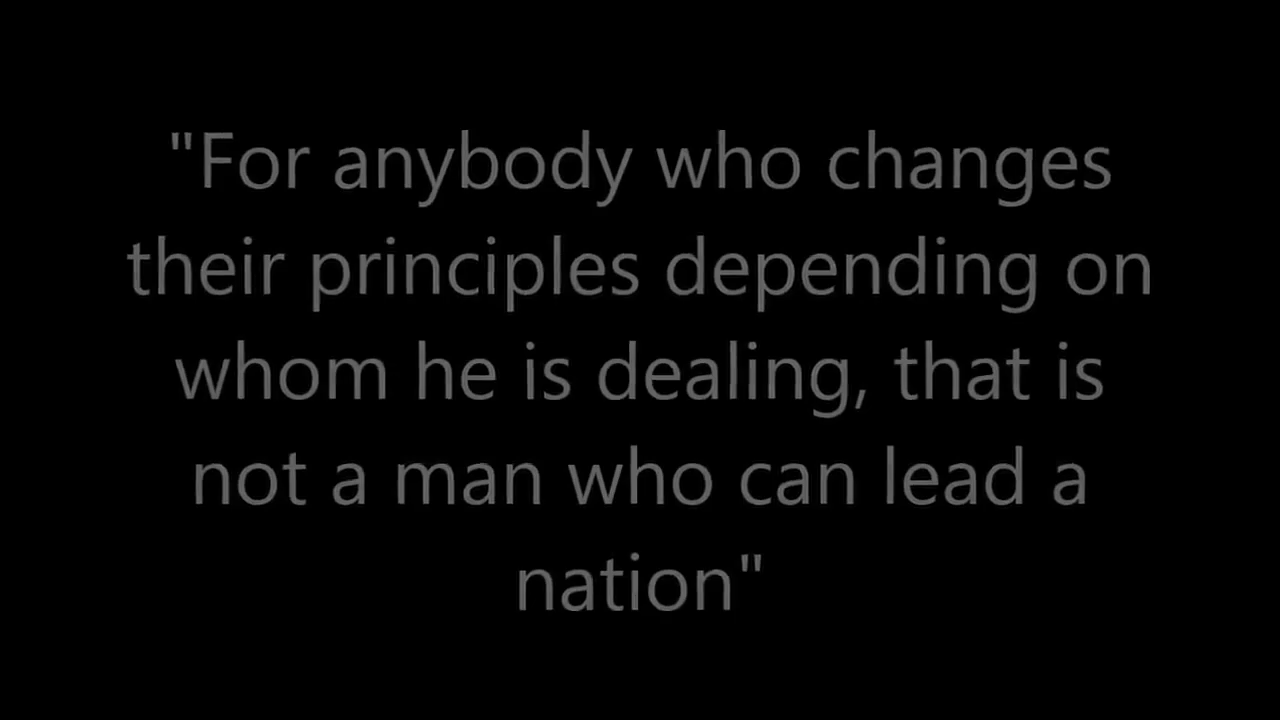 "For anybody who changes
their principles depending on
whom he is dealing, that is
not a man who can lead a
nation"